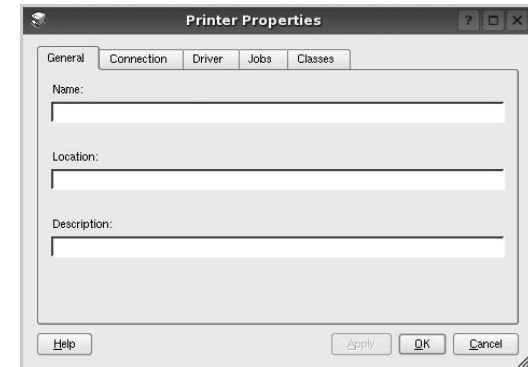 Printer Properties
?
General Connection Driver Jobs Classes
Name:
Location:
Description:
Help Apply OK Cancel